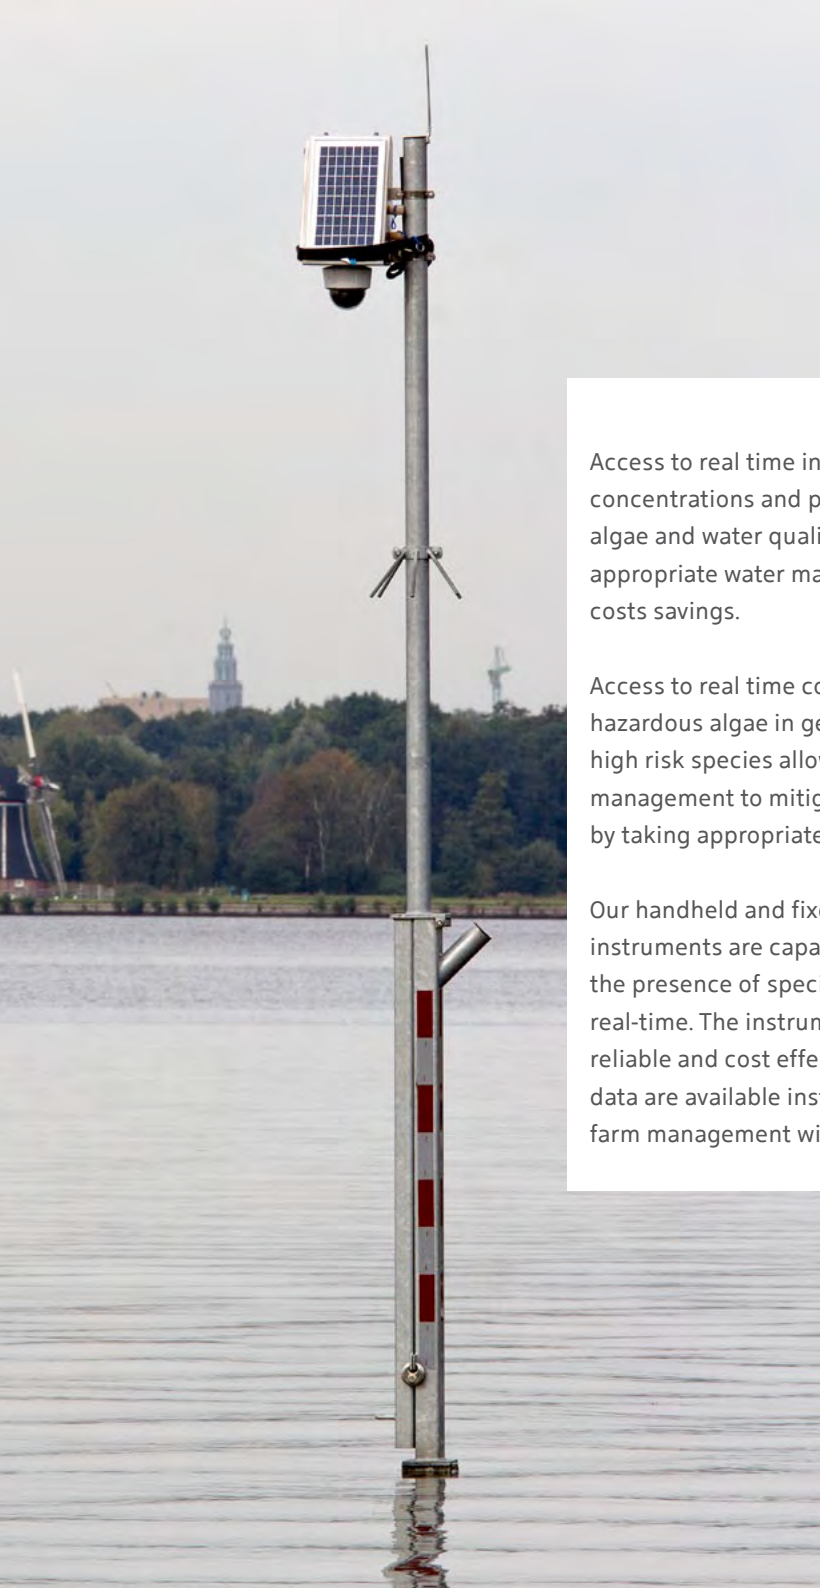 Access to real time in
concentrations and p
algae and water quali
appropriate water ma
costs savings.
Access to real time co
hazardous algae in ge
high risk species allow
management to mitig
by taking appropriate
Our handheld and fixe
instruments are capa
the presence of speci
real-time. The instrum
reliable and cost effe
data are available inst
farm management wi